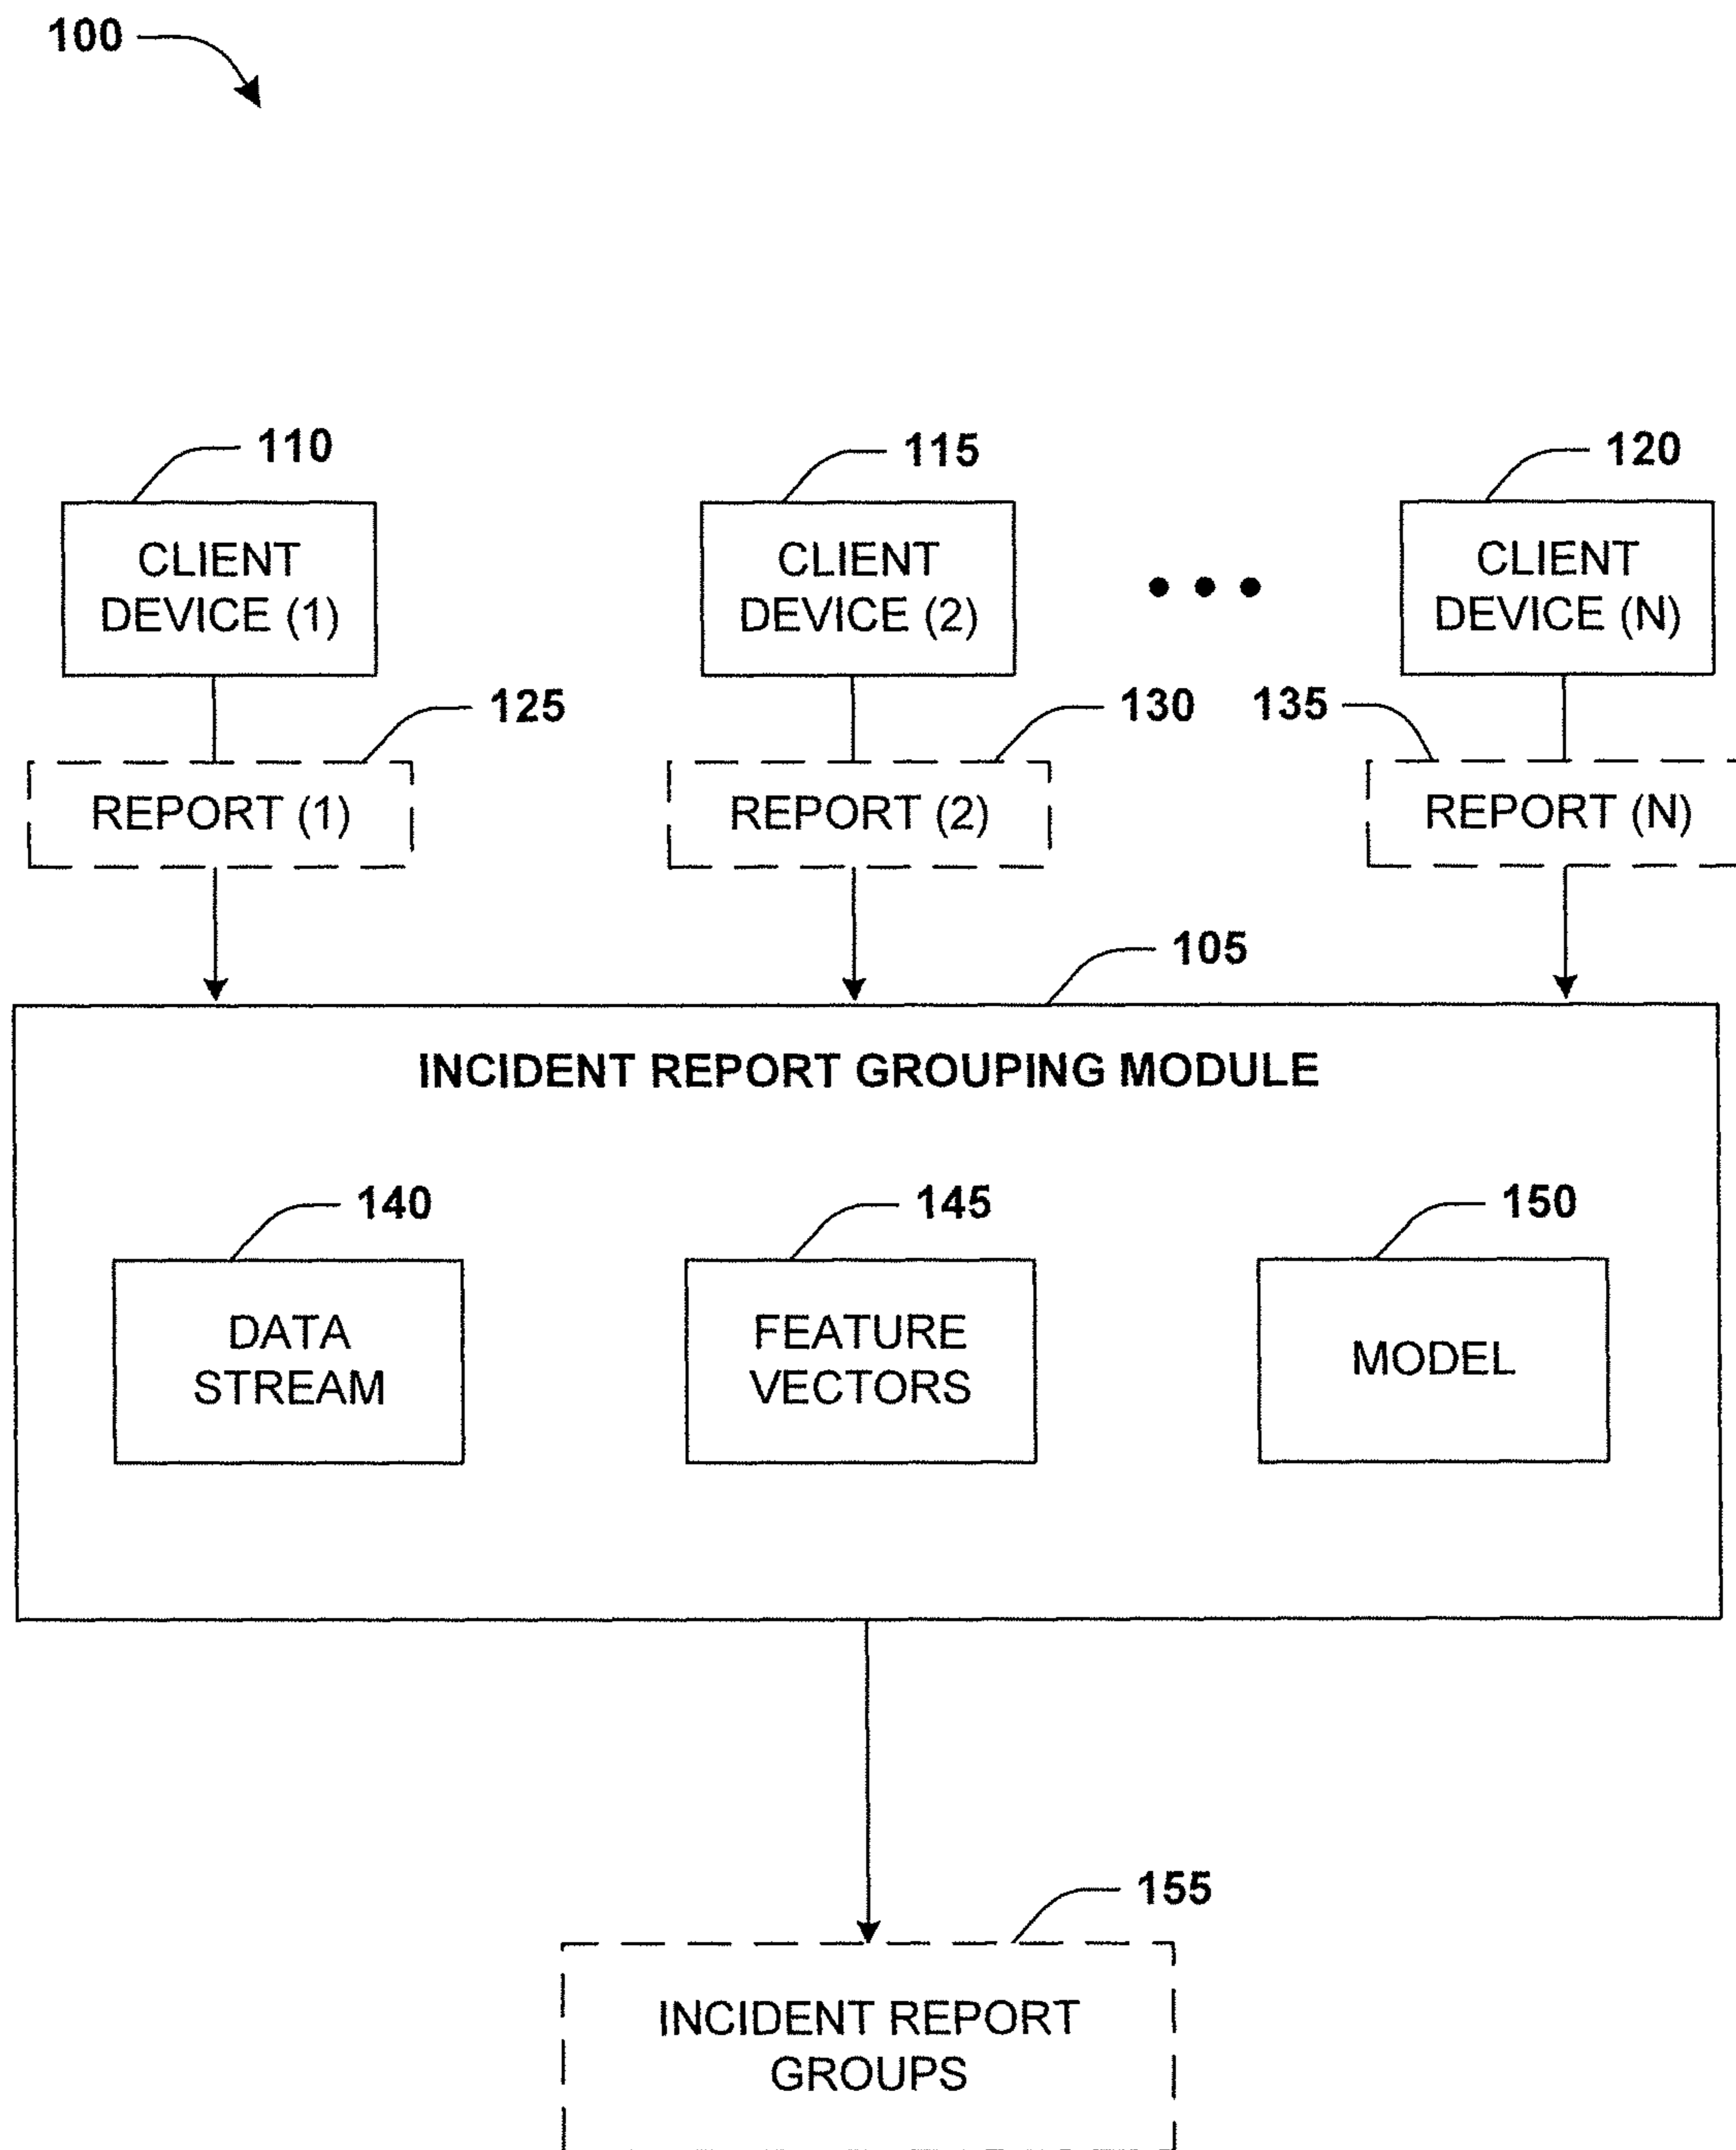 100
110
115
120
CLIENT
DEVICE (1)
CLIENT
DEVICE (2)
CLIENT
DEVICE (N)
125
130
135
REPORT (1)
REPORT (2)
REPORT (N)
105
INCIDENT REPORT GROUPING MODULE
140
145
150
DATA
STREAM
FEATURE
VECTORS
MODEL
155
INCIDENT REPORT
GROUPS